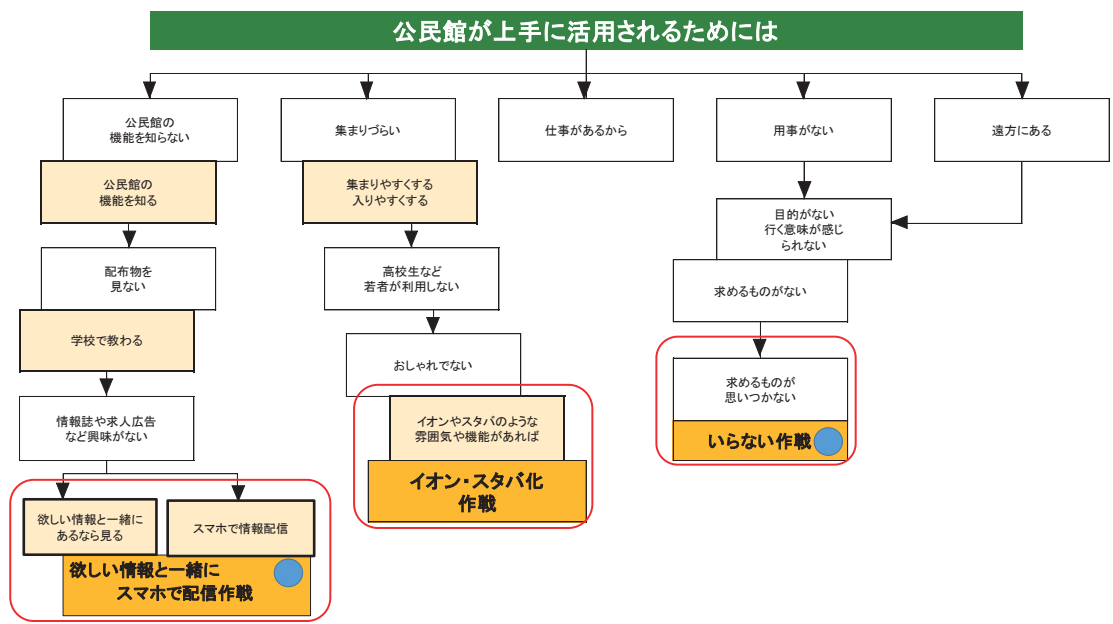 公民館が上手に活用されるためには
公民館の
機能を知らない
集まりづらい
仕事があるから
用事がない
遠方にある
公民館の
機能を知る
集まりやすくする
入りやすくする
目的がない
行く意味が感じ
られない
配布物を
見ない
高校生など
若者が利用しない
求めるものがない
学校で教わる
おしゃれでない
求めるものが
思いつかない
情報誌や求人広告
など興味がない
イオンやスタバのような
雰囲気や機能があれば
いらない作戦
イオン・スタバ化
作戦
欲しい情報と一緒に
あるなら見る
スマホで情報配信
欲しい情報と一緒に
スマホで配信作戦